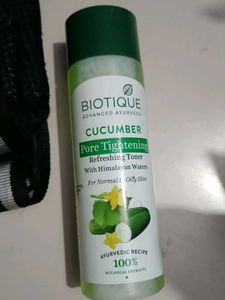 BIOTIQUE
ADVANCED AYURVEDA
CUCUMBER
Pore Tightening
Refreshing Toner
With Himalayan Waters
For Normal to Oily Skin
AYURVEDIC RECIPE
100%
BOTANICAL EXTRACTS